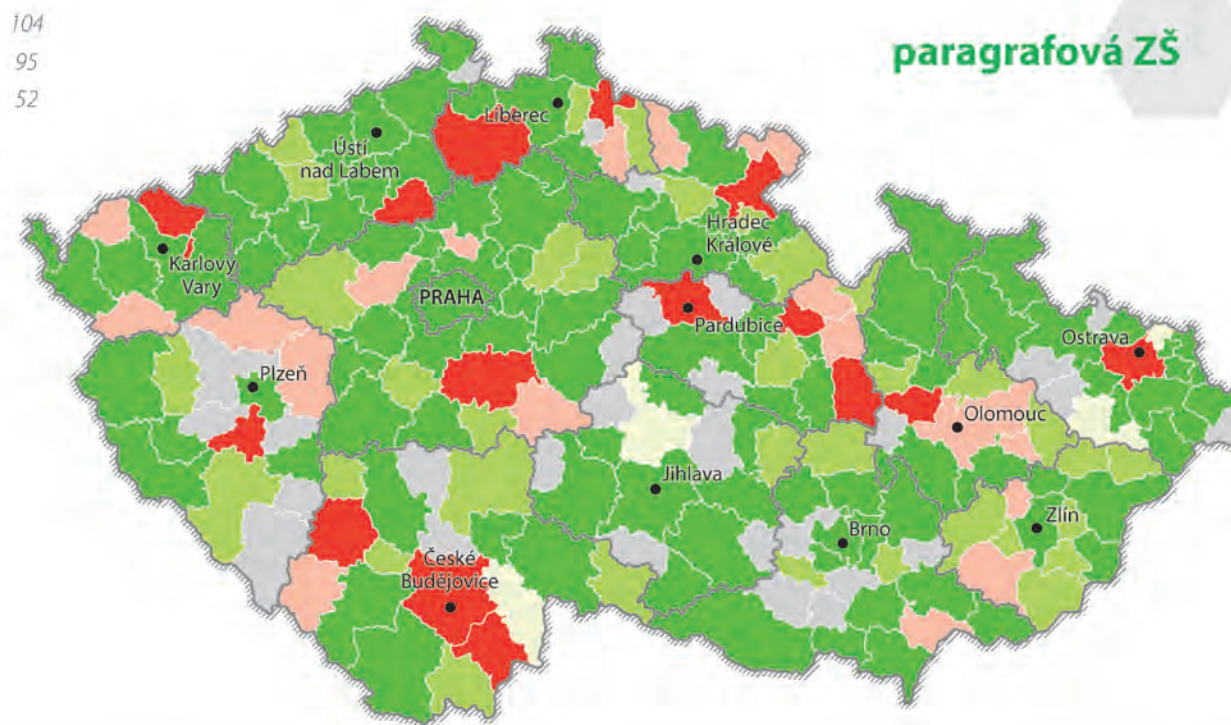 104
95
52
paragrafová ZŠ
Liberec
Ústí
nad Labem
Hradec
Králové
Karlovy
Vary
PRAHA
Pardubice
Ostrava
Plzeň
Olomouc
Jihlava
Zlín
Brno
České
Budějovice